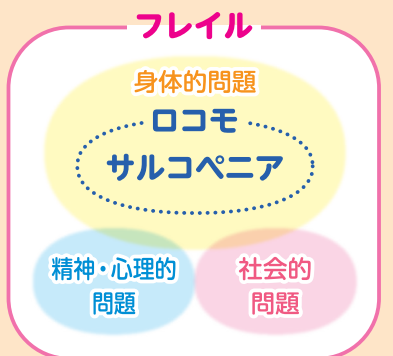 フレイル
身体的問題
ロコモ
サルコペニア
精神・心理的
問題
社会的
問題